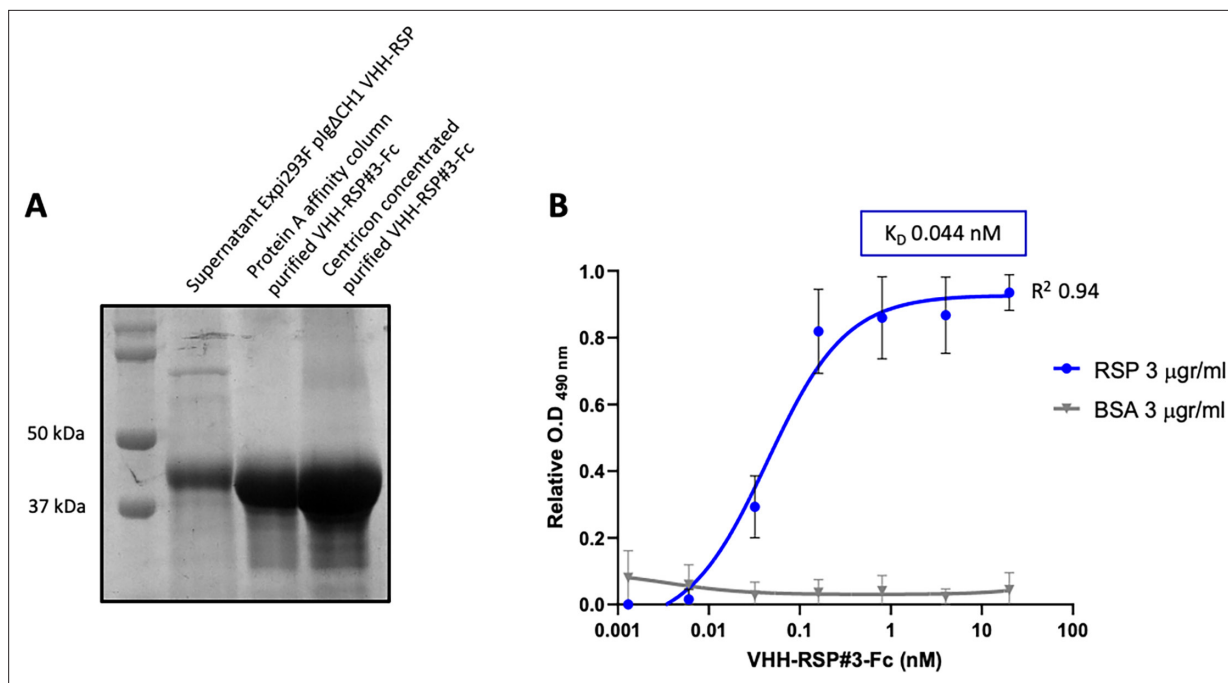 A
Supernatant Expi293F pIgΔCH1 VHH-RSP
Protein A affinity column
purified VHH-RSP#3-Fc
Centricon concentrated
purified VHH-RSP#3-Fc
50 kDa
37 kDa
B
K_D 0.044 nM
R² 0.94
Relative O.D 490 nm
1.0
0.8
0.6
0.4
0.2
0.0
0.001
0.01
0.1
1
10
100
VHH-RSP#3-Fc (nM)
RSP 3 µgr/ml
BSA 3 µgr/ml